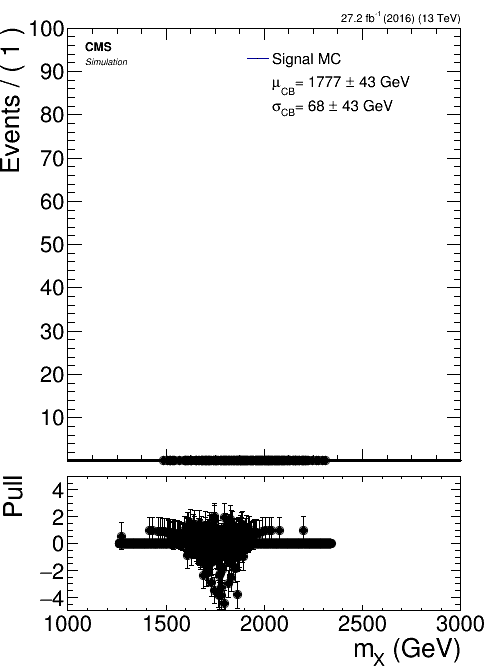 27.2 fb⁻¹ (2016) (13 TeV)
CMS
Simulation
Signal MC
μ_CB = 1777 ± 43 GeV
σ_CB = 68 ± 43 GeV
Events / ( 1 )
100
90
80
70
60
50
40
30
20
10
Pull
4
2
0
−2
−4
1000 1500 2000 2500 3000
m_X (GeV)